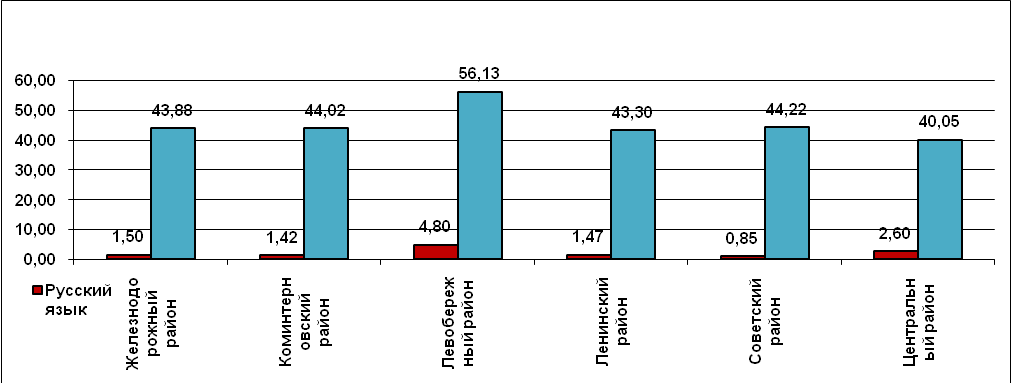 60,00
50,00
40,00
30,00
20,00
10,00
0,00
1,50
43,88
1,42
44,02
4,80
56,13
1,47
43,30
0,85
44,22
2,60
40,05
Русский
язык
Железнодо
рожный
район
Коминтерн
овский
район
Левобереж
ный район
Ленинский
район
Советский
район
Центральн
ый район